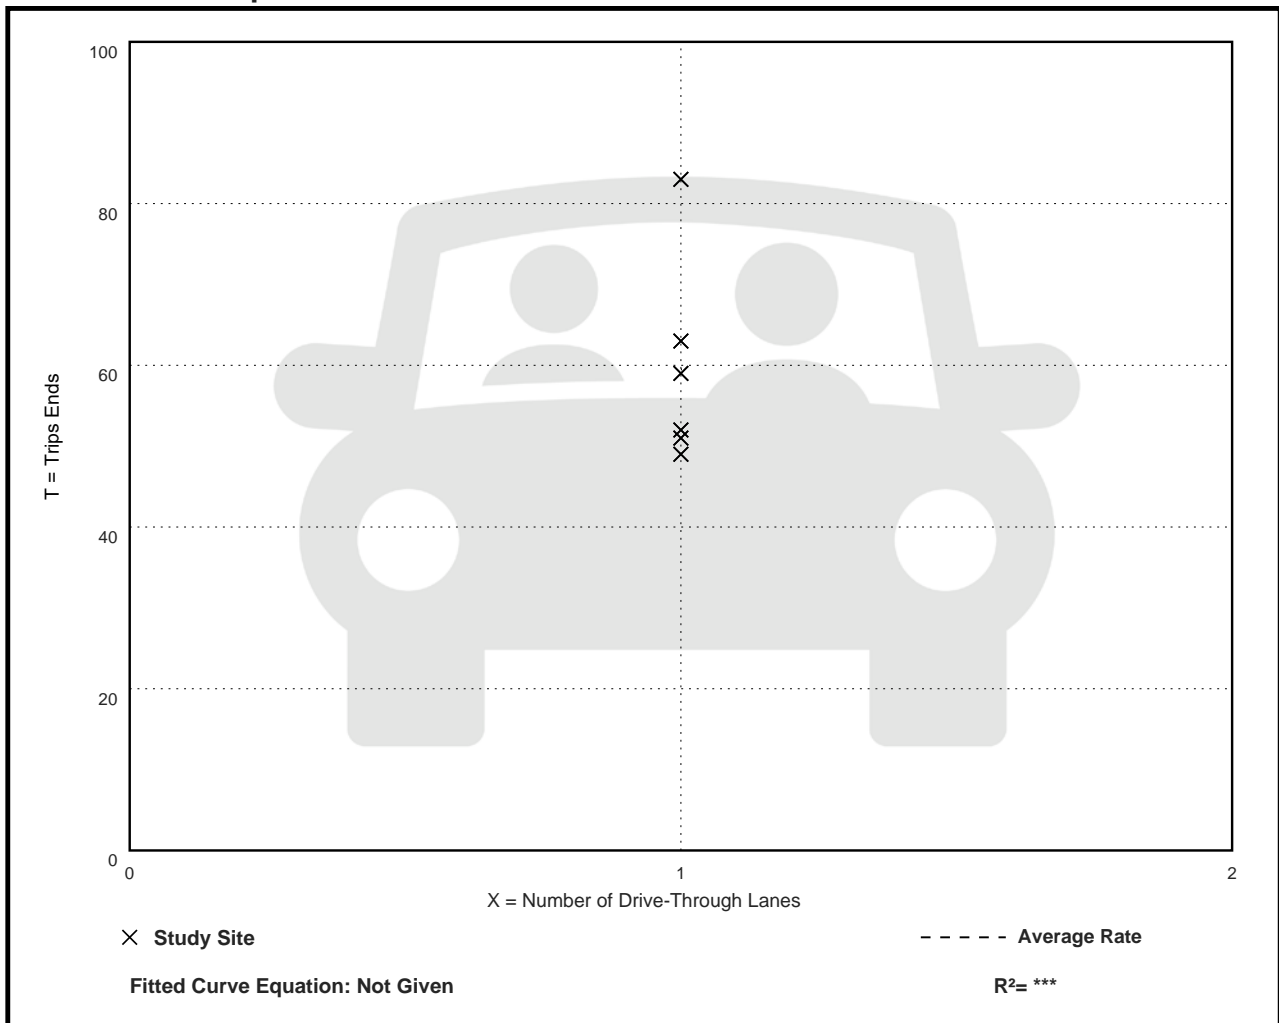 100
80
60
40
20
0
T = Trips Ends
0 1 2
X = Number of Drive-Through Lanes
Study Site
Average Rate
Fitted Curve Equation: Not Given
R²= ***